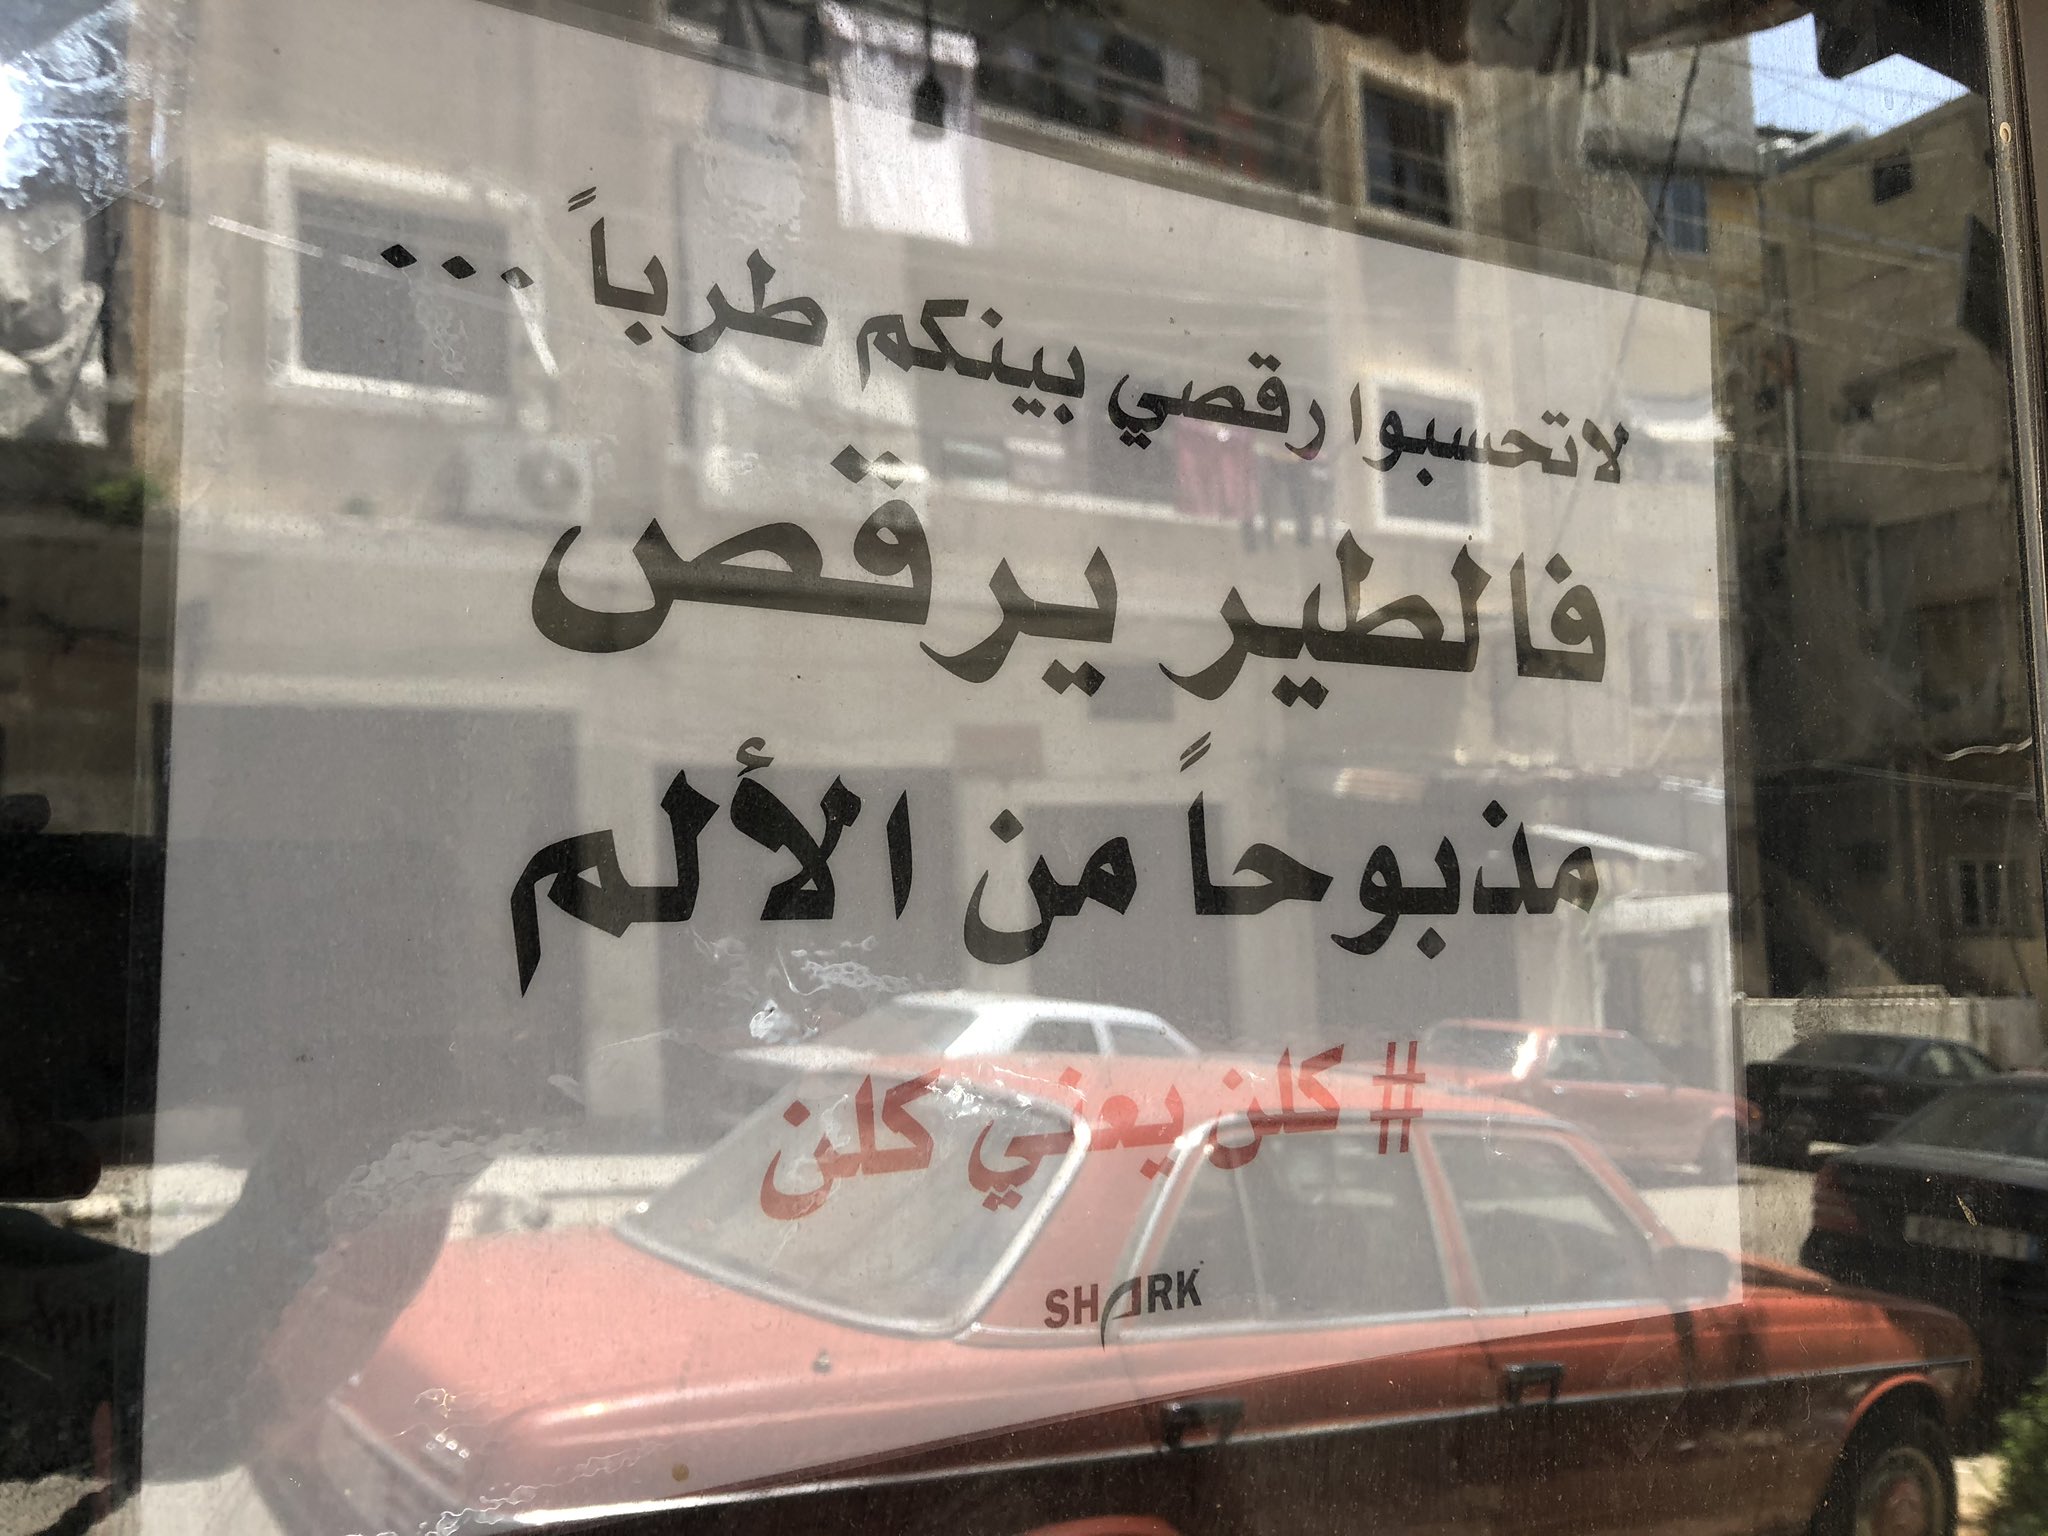 لاتحسبوا رقصي بينكم طرباً ...
فالطير يرقص
مذبوحاً من الألم
#كلن يعني كلن
SHARK